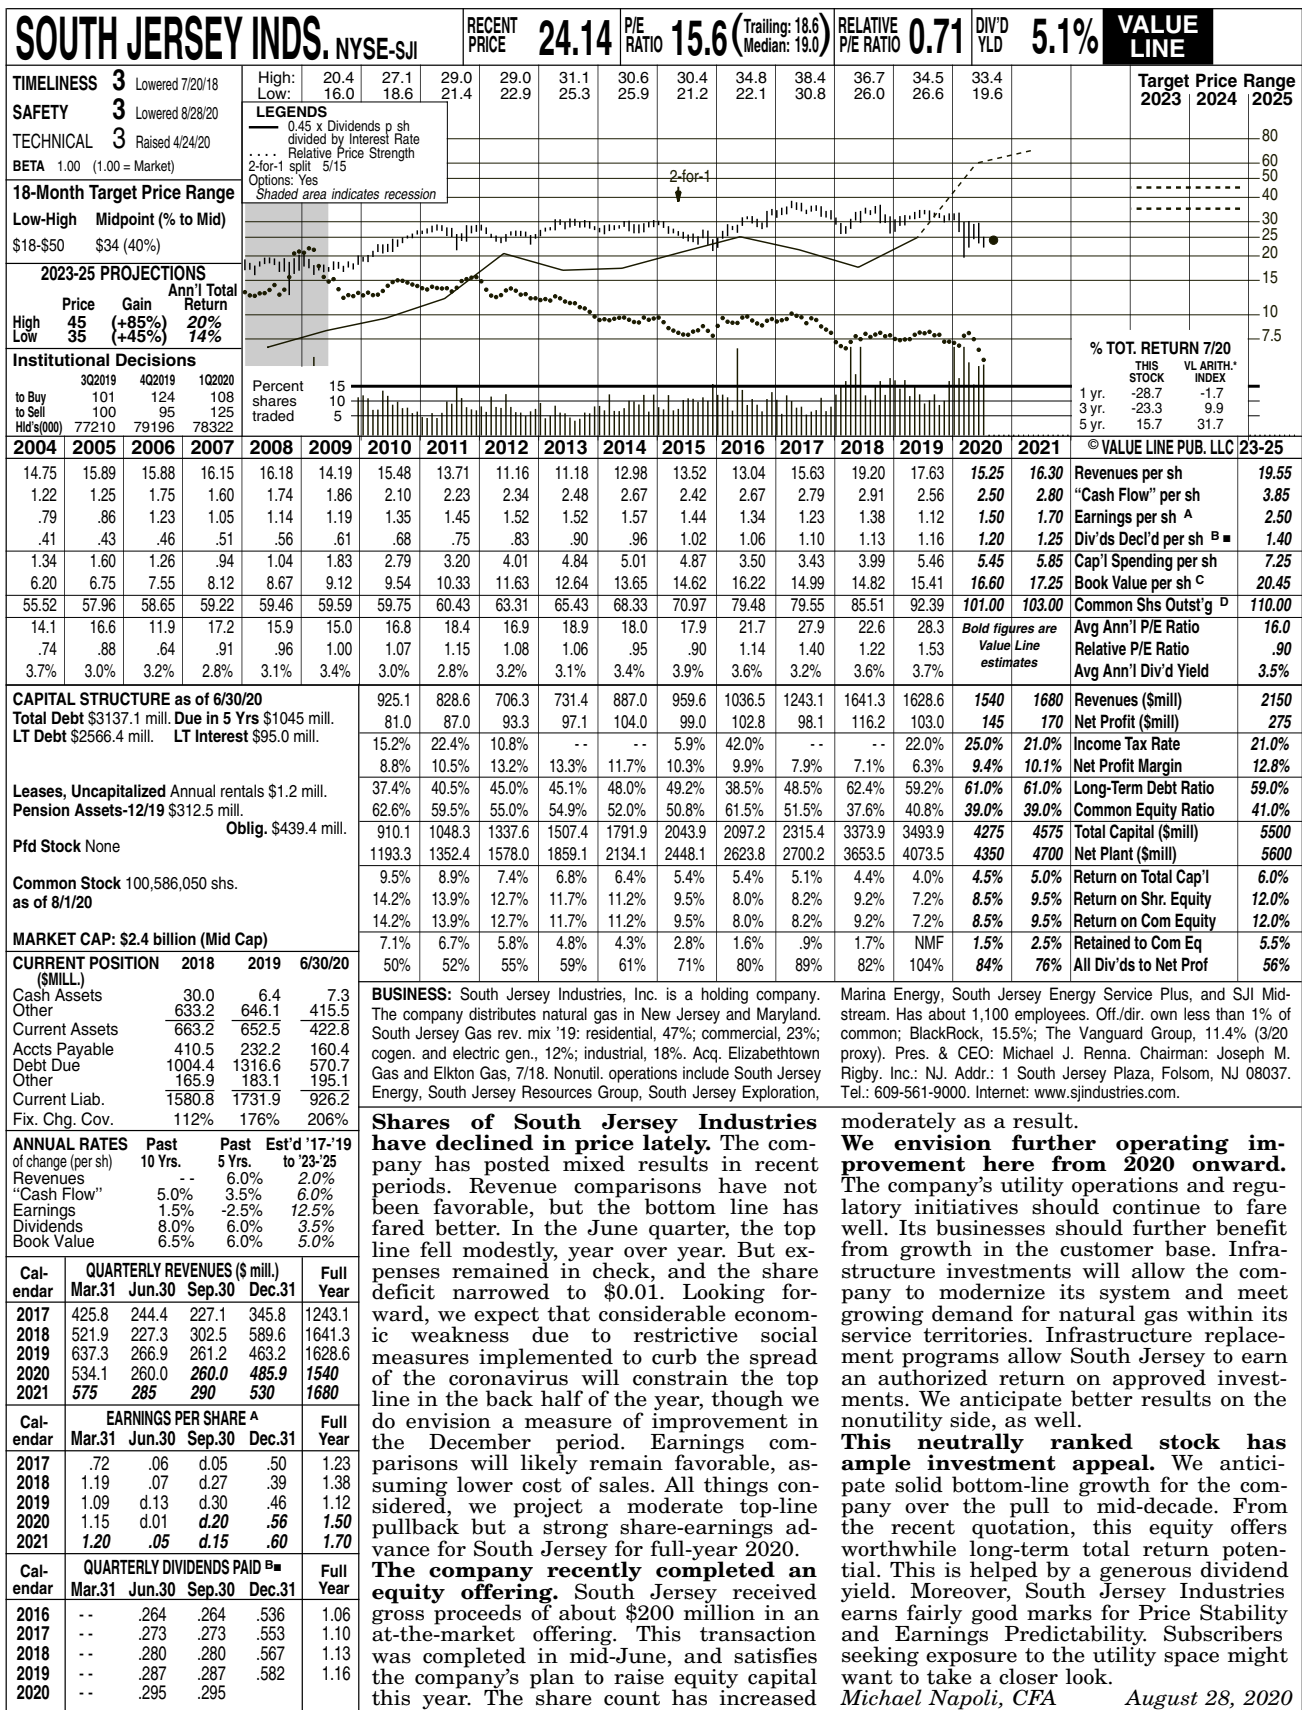 SOUTH JERSEY INDS. NYSE-SJI RECENT PRICE 24.14 P/E RATIO 15.6 (Trailing: 18.6 Median: 19.0) RELATIVE P/E RATIO 0.71 DIV'D YLD 5.1% VALUE LINE
TIMELINESS 3 Lowered 7/20/18
SAFETY 3 Lowered 8/28/20
TECHNICAL 3 Raised 4/24/20
BETA 1.00 (1.00 = Market)
18-Month Target Price Range
Low-High Midpoint (% to Mid)
$18-$50 $34 (40%)
2023-25 PROJECTIONS
Ann'l Total
Price Gain Return
High 45 (+85%) 20%
Low 35 (+45%) 14%
Institutional Decisions
3Q2019 4Q2019 1Q2020
to Buy 101 124 108
to Sell 100 95 125
Hld's(000) 77210 79196 78322
High: 20.4 27.1 29.0 29.0 31.1 30.6 30.4 34.8 38.4 36.7 34.5 33.4
Low: 16.0 18.6 21.4 22.9 25.3 25.9 21.2 22.1 30.8 26.0 26.6 19.6
LEGENDS
0.45 x Dividends p sh
divided by Interest Rate
. . . . Relative Price Strength
2-for-1 split 5/15
Options: Yes
Shaded area indicates recession
2-for-1
Target Price Range
2023 2024 2025
80
60
50
40
30
25
20
15
10
7.5
Percent shares traded
15
10
5
% TOT. RETURN 7/20
THIS STOCK VL ARITH.* INDEX
1 yr. -28.7 -1.7
3 yr. -23.3 9.9
5 yr. 15.7 31.7
2004 2005 2006 2007 2008 2009 2010 2011 2012 2013 2014 2015 2016 2017 2018 2019 2020 2021 © VALUE LINE PUB. LLC 23-25
14.75 15.89 15.88 16.15 16.18 14.19 15.48 13.71 11.16 11.18 12.98 13.52 13.04 15.63 19.20 17.63 15.25 16.30 Revenues per sh 19.55
1.22 1.25 1.75 1.60 1.74 1.86 2.10 2.23 2.34 2.48 2.67 2.42 2.67 2.79 2.91 2.56 2.50 2.80 "Cash Flow" per sh 3.85
.79 .86 1.23 1.05 1.14 1.19 1.35 1.45 1.52 1.52 1.57 1.44 1.34 1.23 1.38 1.12 1.50 1.70 Earnings per sh A 2.50
.41 .43 .46 .51 .56 .61 .68 .75 .83 .90 .96 1.02 1.06 1.10 1.13 1.16 1.20 1.25 Div'ds Decl'd per sh B ■ 1.40
1.34 1.60 1.26 .94 1.04 1.83 2.79 3.20 4.01 4.84 5.01 4.87 3.50 3.43 3.99 5.46 5.45 5.85 Cap'l Spending per sh 7.25
6.20 6.75 7.55 8.12 8.67 9.12 9.54 10.33 11.63 12.64 13.65 14.62 16.22 14.99 14.82 15.41 16.60 17.25 Book Value per sh C 20.45
55.52 57.96 58.65 59.22 59.46 59.59 59.75 60.43 63.31 65.43 68.33 70.97 79.48 79.55 85.51 92.39 101.00 103.00 Common Shs Outst'g D 110.00
14.1 16.6 11.9 17.2 15.9 15.0 16.8 18.4 16.9 18.9 18.0 17.9 21.7 27.9 22.6 28.3 Bold figures are Avg Ann'l P/E Ratio 16.0
.74 .88 .64 .91 .96 1.00 1.07 1.15 1.08 1.06 .95 .90 1.14 1.40 1.22 1.53 Value Line Relative P/E Ratio .90
3.7% 3.0% 3.2% 2.8% 3.1% 3.4% 3.0% 2.8% 3.2% 3.1% 3.4% 3.9% 3.6% 3.2% 3.6% 3.7% estimates Avg Ann'l Div'd Yield 3.5%
925.1 828.6 706.3 731.4 887.0 959.6 1036.5 1243.1 1641.3 1628.6 1540 1680 Revenues ($mill) 2150
81.0 87.0 93.3 97.1 104.0 99.0 102.8 98.1 116.2 103.0 145 170 Net Profit ($mill) 275
15.2% 22.4% 10.8% - - - - 5.9% 42.0% - - - - 22.0% 25.0% 21.0% Income Tax Rate 21.0%
8.8% 10.5% 13.2% 13.3% 11.7% 10.3% 9.9% 7.9% 7.1% 6.3% 9.4% 10.1% Net Profit Margin 12.8%
37.4% 40.5% 45.0% 45.1% 48.0% 49.2% 38.5% 48.5% 62.4% 59.2% 61.0% 61.0% Long-Term Debt Ratio 59.0%
62.6% 59.5% 55.0% 54.9% 52.0% 50.8% 61.5% 51.5% 37.6% 40.8% 39.0% 39.0% Common Equity Ratio 41.0%
910.1 1048.3 1337.6 1507.4 1791.9 2043.9 2097.2 2315.4 3373.9 3493.9 4275 4575 Total Capital ($mill) 5500
1193.3 1352.4 1578.0 1859.1 2134.1 2448.1 2623.8 2700.2 3653.5 4073.5 4350 4700 Net Plant ($mill) 5600
9.5% 8.9% 7.4% 6.8% 6.4% 5.4% 5.4% 5.1% 4.4% 4.0% 4.5% 5.0% Return on Total Cap'l 6.0%
14.2% 13.9% 12.7% 11.7% 11.2% 9.5% 8.0% 8.2% 9.2% 7.2% 8.5% 9.5% Return on Shr. Equity 12.0%
14.2% 13.9% 12.7% 11.7% 11.2% 9.5% 8.0% 8.2% 9.2% 7.2% 8.5% 9.5% Return on Com Equity 12.0%
7.1% 6.7% 5.8% 4.8% 4.3% 2.8% 1.6% .9% 1.7% NMF 1.5% 2.5% Retained to Com Eq 5.5%
50% 52% 55% 59% 61% 71% 80% 89% 82% 104% 84% 76% All Div'ds to Net Prof 56%
CAPITAL STRUCTURE as of 6/30/20
Total Debt $3137.1 mill. Due in 5 Yrs $1045 mill.
LT Debt $2566.4 mill. LT Interest $95.0 mill.
Leases, Uncapitalized Annual rentals $1.2 mill.
Pension Assets-12/19 $312.5 mill.
Oblig. $439.4 mill.
Pfd Stock None
Common Stock 100,586,050 shs.
as of 8/1/20
MARKET CAP: $2.4 billion (Mid Cap)
CURRENT POSITION 2018 2019 6/30/20
($MILL.)
Cash Assets 30.0 6.4 7.3
Other 633.2 646.1 415.5
Current Assets 663.2 652.5 422.8
Accts Payable 410.5 232.2 160.4
Debt Due 1004.4 1316.6 570.7
Other 165.9 183.1 195.1
Current Liab. 1580.8 1731.9 926.2
Fix. Chg. Cov. 112% 176% 206%
ANNUAL RATES Past Past Est'd '17-'19
of change (per sh) 10 Yrs. 5 Yrs. to '23-'25
Revenues - - 6.0% 2.0%
"Cash Flow" 5.0% 3.5% 6.0%
Earnings 1.5% -2.5% 12.5%
Dividends 8.0% 6.0% 3.5%
Book Value 6.5% 6.0% 5.0%
Cal- QUARTERLY REVENUES ($ mill.) Full
endar Mar.31 Jun.30 Sep.30 Dec.31 Year
2017 425.8 244.4 227.1 345.8 1243.1
2018 521.9 227.3 302.5 589.6 1641.3
2019 637.3 266.9 261.2 463.2 1628.6
2020 534.1 260.0 260.0 485.9 1540
2021 575 285 290 530 1680
Cal- EARNINGS PER SHARE A Full
endar Mar.31 Jun.30 Sep.30 Dec.31 Year
2017 .72 .06 d.05 .50 1.23
2018 1.19 .07 d.27 .39 1.38
2019 1.09 d.13 d.30 .46 1.12
2020 1.15 d.01 d.20 .56 1.50
2021 1.20 .05 d.15 .60 1.70
Cal- QUARTERLY DIVIDENDS PAID B■ Full
endar Mar.31 Jun.30 Sep.30 Dec.31 Year
2016 - - .264 .264 .536 1.06
2017 - - .273 .273 .553 1.10
2018 - - .280 .280 .567 1.13
2019 - - .287 .287 .582 1.16
2020 - - .295 .295
BUSINESS: South Jersey Industries, Inc. is a holding company.
The company distributes natural gas in New Jersey and Maryland.
South Jersey Gas rev. mix '19: residential, 47%; commercial, 23%;
cogen. and electric gen., 12%; industrial, 18%. Acq. Elizabethtown
Gas and Elkton Gas, 7/18. Nonutil. operations include South Jersey
Energy, South Jersey Resources Group, South Jersey Exploration,
Marina Energy, South Jersey Energy Service Plus, and SJI Mid-
stream. Has about 1,100 employees. Off./dir. own less than 1% of
common; BlackRock, 15.5%; The Vanguard Group, 11.4% (3/20
proxy). Pres. & CEO: Michael J. Renna. Chairman: Joseph M.
Rigby. Inc.: NJ. Addr.: 1 South Jersey Plaza, Folsom, NJ 08037.
Tel.: 609-561-9000. Internet: www.sjindustries.com.
Shares of South Jersey Industries
have declined in price lately. The com-
pany has posted mixed results in recent
periods. Revenue comparisons have not
been favorable, but the bottom line has
fared better. In the June quarter, the top
line fell modestly, year over year. But ex-
penses remained in check, and the share
deficit narrowed to $0.01. Looking for-
ward, we expect that considerable econom-
ic weakness due to restrictive social
measures implemented to curb the spread
of the coronavirus will constrain the top
line in the back half of the year, though we
do envision a measure of improvement in
the December period. Earnings com-
parisons will likely remain favorable, as-
suming lower cost of sales. All things con-
sidered, we project a moderate top-line
pullback but a strong share-earnings ad-
vance for South Jersey for full-year 2020.
The company recently completed an
equity offering. South Jersey received
gross proceeds of about $200 million in an
at-the-market offering. This transaction
was completed in mid-June, and satisfies
the company's plan to raise equity capital
this year. The share count has increased
moderately as a result.
We envision further operating im-
provement here from 2020 onward.
The company's utility operations and regu-
latory initiatives should continue to fare
well. Its businesses should further benefit
from growth in the customer base. Infra-
structure investments will allow the com-
pany to modernize its system and meet
growing demand for natural gas within its
service territories. Infrastructure replace-
ment programs allow South Jersey to earn
an authorized return on approved invest-
ments. We anticipate better results on the
nonutility side, as well.
This neutrally ranked stock has
ample investment appeal. We antici-
pate solid bottom-line growth for the com-
pany over the pull to mid-decade. From
the recent quotation, this equity offers
worthwhile long-term total return poten-
tial. This is helped by a generous dividend
yield. Moreover, South Jersey Industries
earns fairly good marks for Price Stability
and Earnings Predictability. Subscribers
seeking exposure to the utility space might
want to take a closer look.
Michael Napoli, CFA August 28, 2020